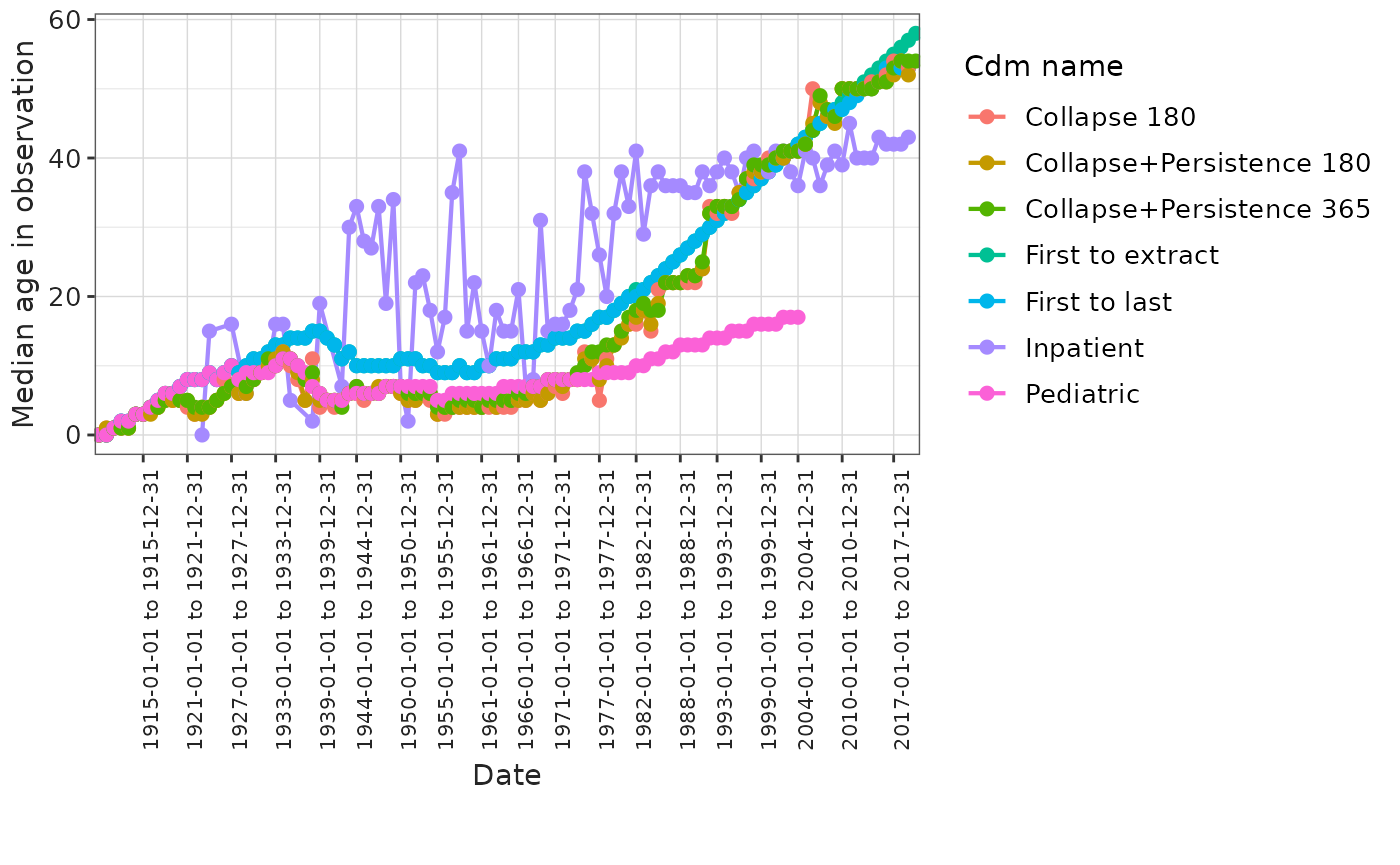 60
40
20
0
Median age in observation
1915-01-01 to 1915-12-31
1921-01-01 to 1921-12-31
1927-01-01 to 1927-12-31
1933-01-01 to 1933-12-31
1939-01-01 to 1939-12-31
1944-01-01 to 1944-12-31
1950-01-01 to 1950-12-31
1955-01-01 to 1955-12-31
1961-01-01 to 1961-12-31
1966-01-01 to 1966-12-31
1971-01-01 to 1971-12-31
1977-01-01 to 1977-12-31
1982-01-01 to 1982-12-31
1988-01-01 to 1988-12-31
1993-01-01 to 1993-12-31
1999-01-01 to 1999-12-31
2004-01-01 to 2004-12-31
2010-01-01 to 2010-12-31
2017-01-01 to 2017-12-31
Date
Cdm name
Collapse 180
Collapse+Persistence 180
Collapse+Persistence 365
First to extract
First to last
Inpatient
Pediatric